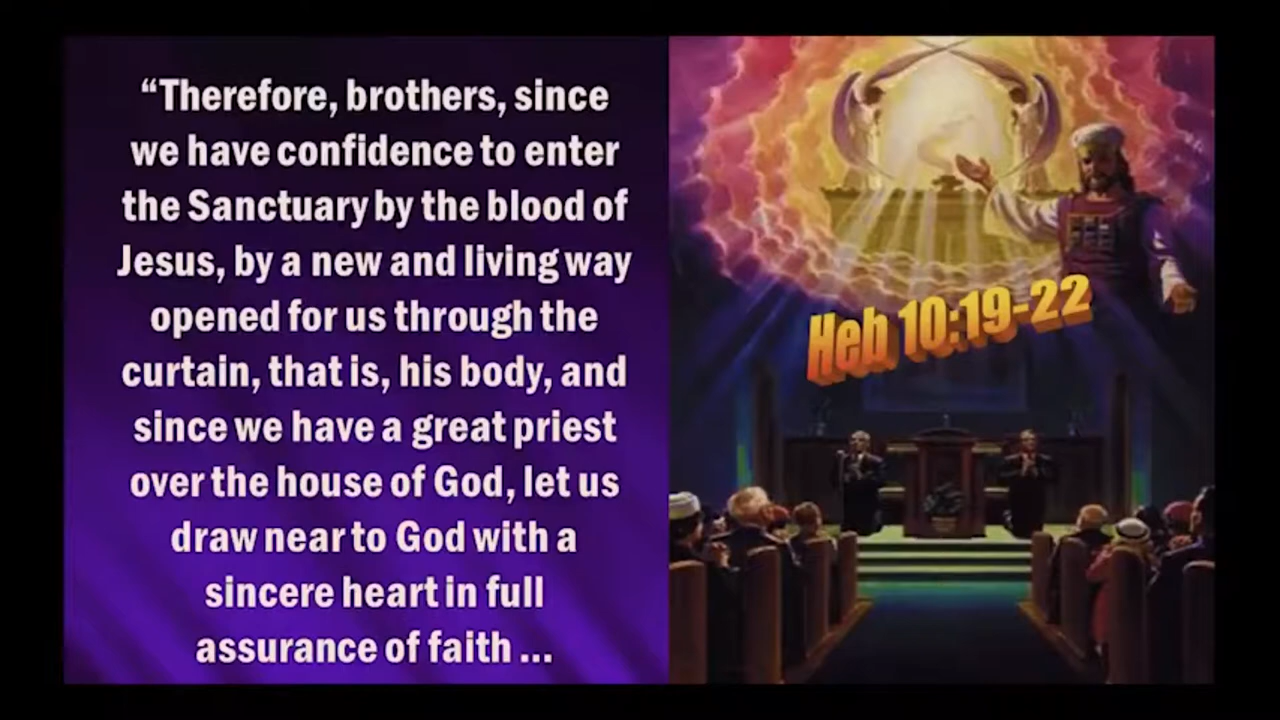 “Therefore, brothers, since
we have confidence to enter
the Sanctuary by the blood of
Jesus, by a new and living way
opened for us through the
curtain, that is, his body, and
since we have a great priest
over the house of God, let us
draw near to God with a
sincere heart in full
assurance of faith ...
Heb 10:19-22